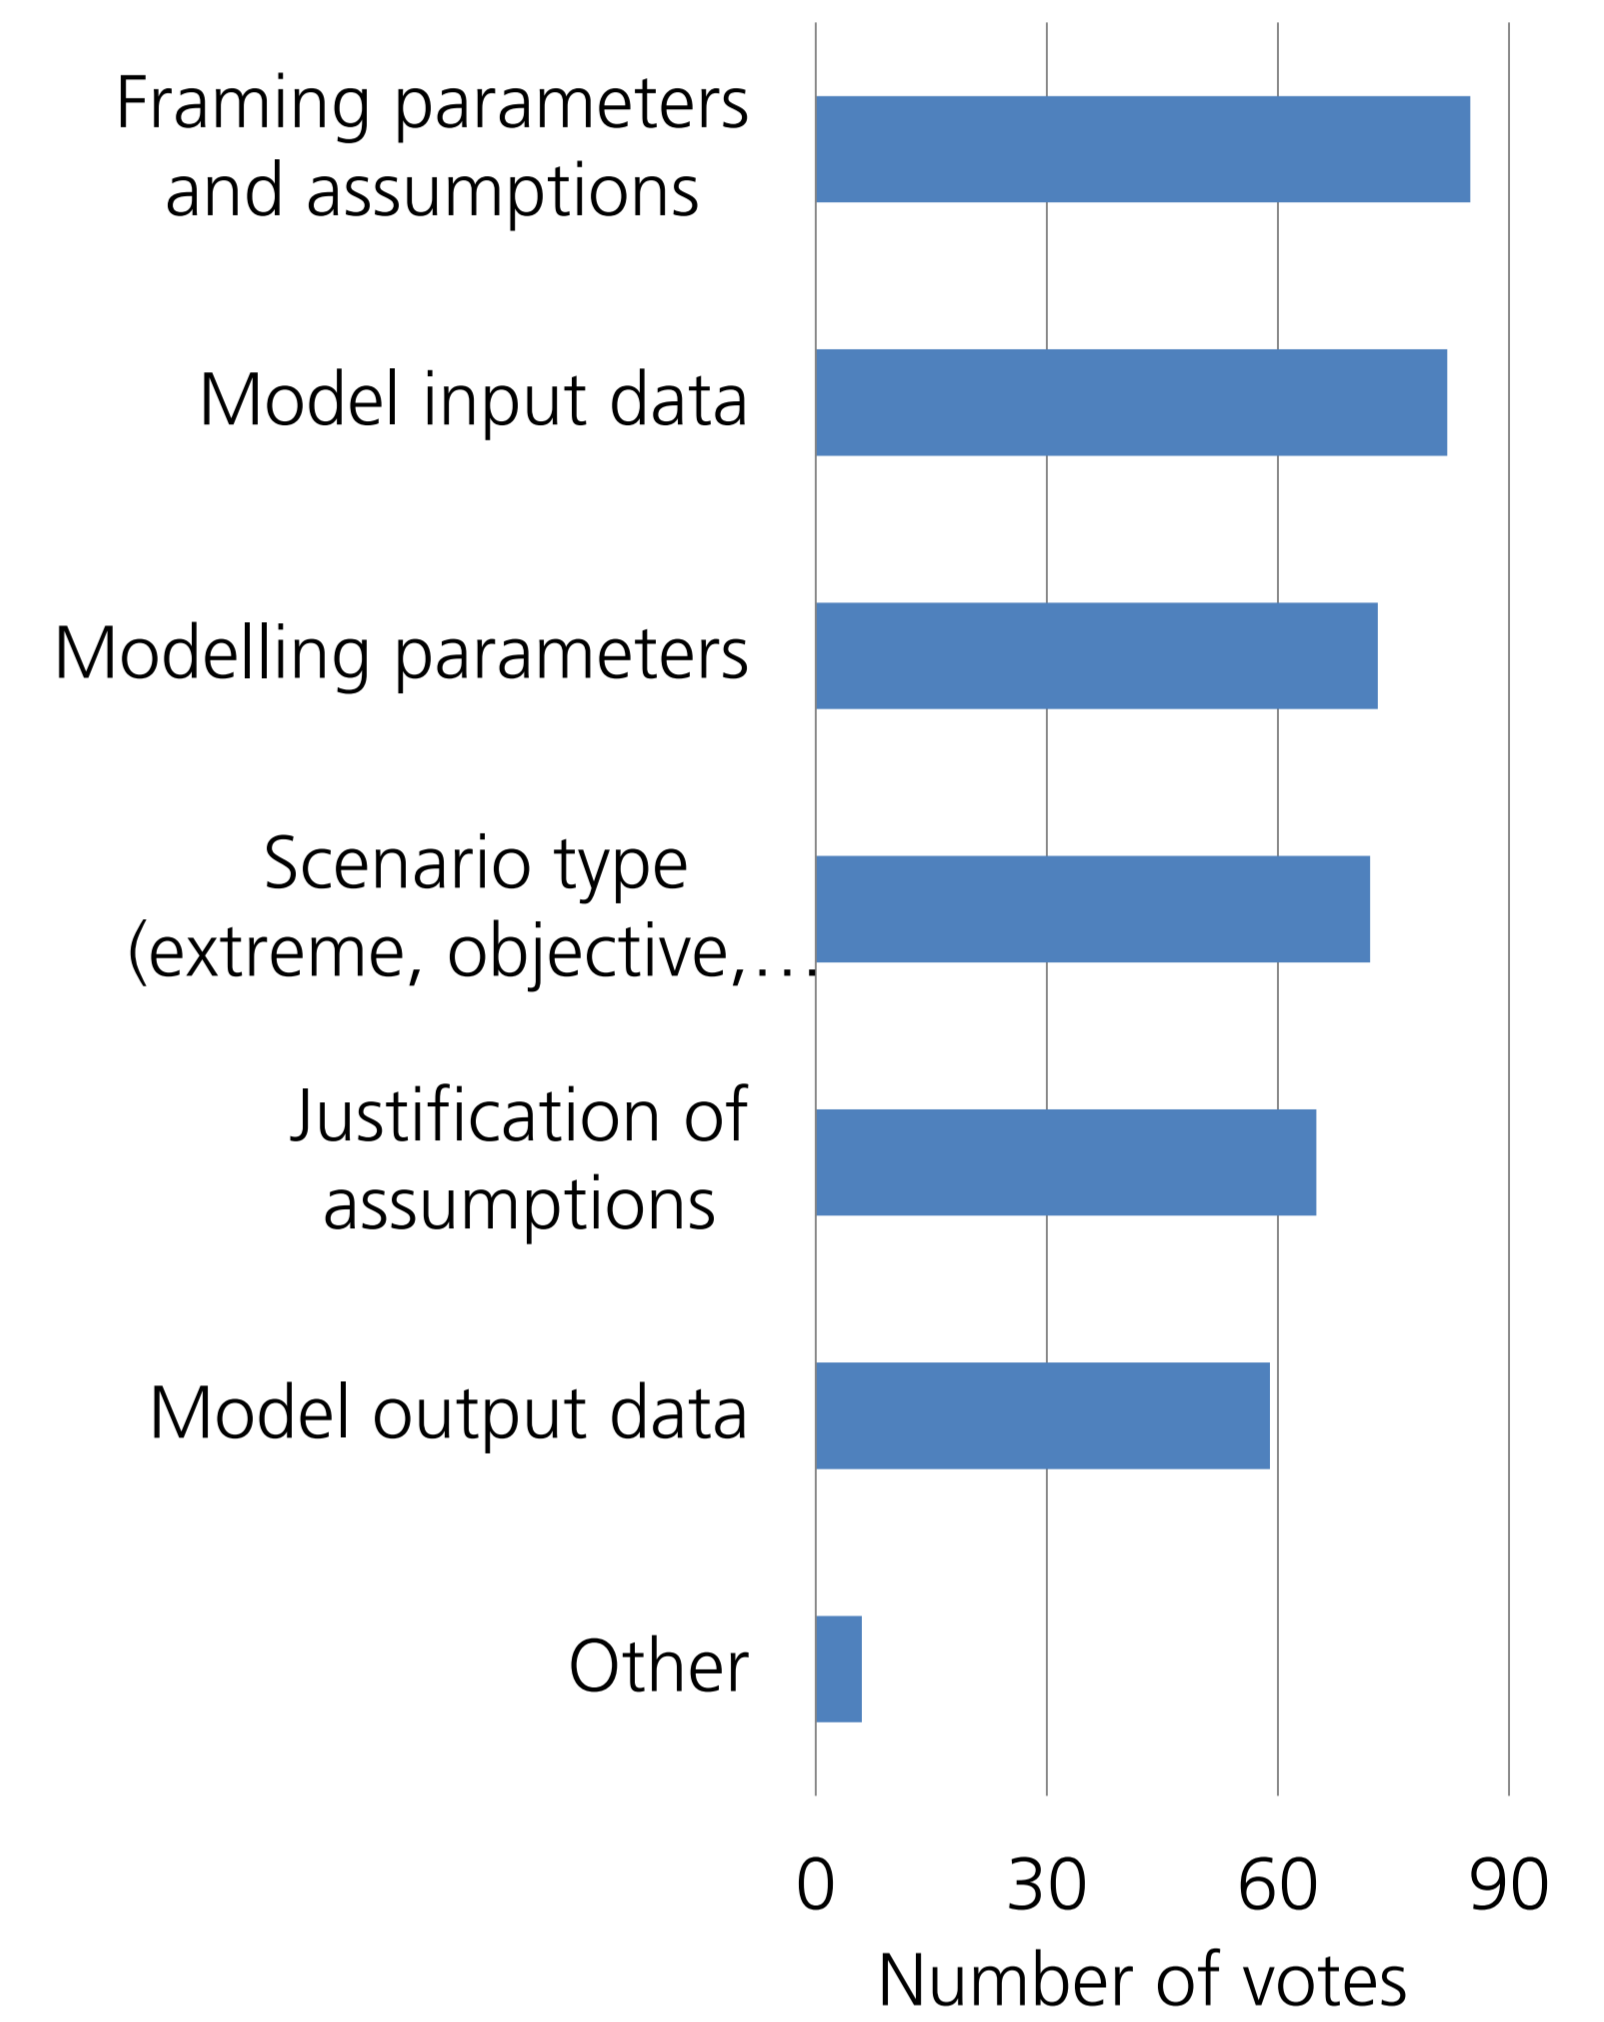 Framing parameters
and assumptions
Model input data
Modelling parameters
Scenario type
(extreme, objective,…
Justification of
assumptions
Model output data
Other
0 30 60 90
Number of votes